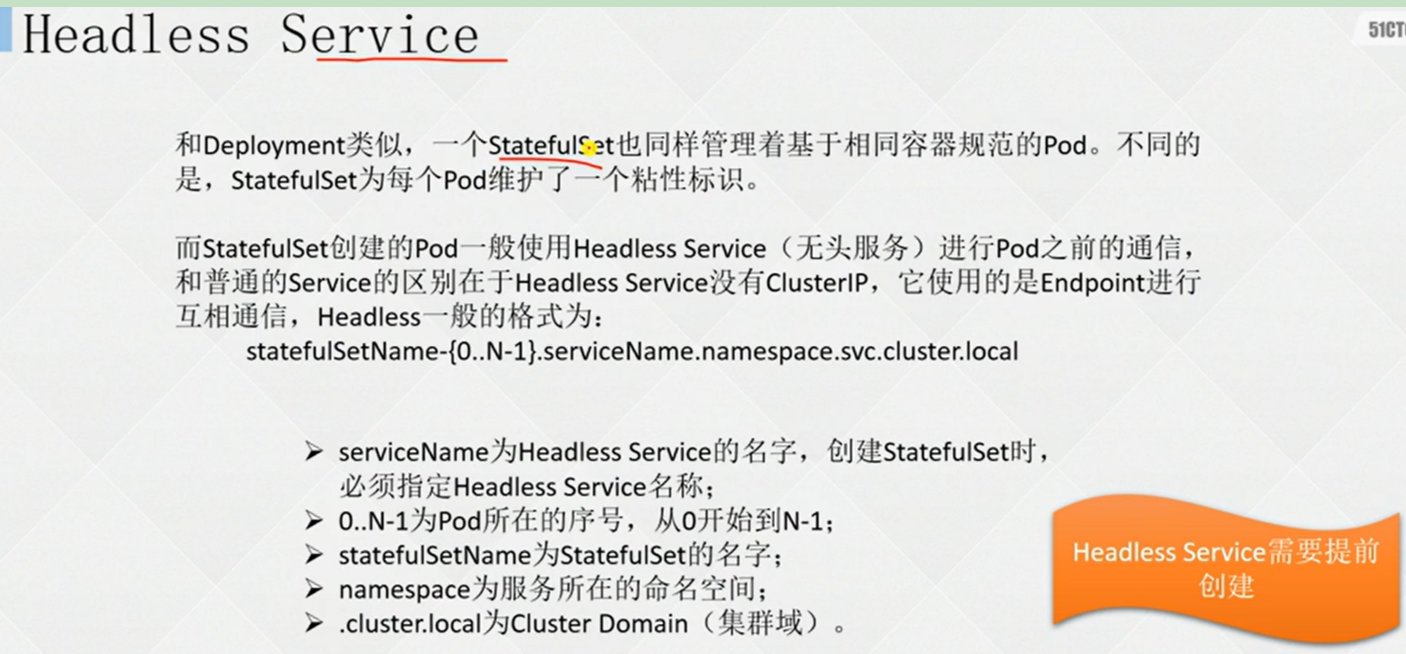 Headless Service
51CT
和Deployment类似，一个StatefulSet也同样管理着基于相同容器规范的Pod。不同的
是，StatefulSet为每个Pod维护了一个粘性标识。
而StatefulSet创建的Pod一般使用Headless Service（无头服务）进行Pod之前的通信，
和普通的Service的区别在于Headless Service没有ClusterIP，它使用的是Endpoint进行
互相通信，Headless一般的格式为：
statefulSetName-{0..N-1}.serviceName.namespace.svc.cluster.local
➢ serviceName为Headless Service的名字，创建StatefulSet时，
必须指定Headless Service名称；
➢ 0..N-1为Pod所在的序号，从0开始到N-1；
➢ statefulSetName为StatefulSet的名字；
➢ namespace为服务所在的命名空间；
➢ .cluster.local为Cluster Domain（集群域）。
Headless Service需要提前
创建